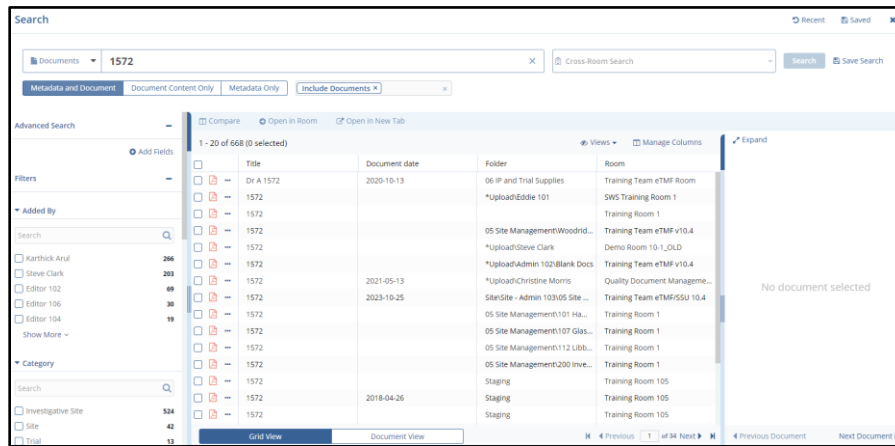 Search
Recent Saved
Documents 1572 Cross-Room Search Search Save Search
Metadata and Document Document Content Only Metadata Only Include Documents ×
Compare Open in Room Open in New Tab
Advanced Search
Add Fields
Filters
Added By
Search
Karthick Arul 266
Steve Clark 203
Editor 102 69
Editor 106 30
Editor 104 19
Show More
Category
Search
Investigative Site 524
Site 42
Trial 13
1 - 20 of 668 (0 selected) Views Manage Columns
Title Document date Folder Room
Dr A 1572 2020-10-13 06 IP and Trial Supplies Training Team eTMF Room
1572 *Upload\Eddie 101 SWS Training Room 1
1572 Training Room 1
1572 05 Site Management\Woodrid... Training Team eTMF v10.4
1572 *Upload\Steve Clark Demo Room 10-1_OLD
1572 *Upload\Admin 102\Blank Docs Training Team eTMF v10.4
1572 2021-05-13 *Upload\Christine Morris Quality Document Manageme...
1572 2023-10-25 Site\Site - Admin 103\05 Site ... Training Team eTMF/SSU 10.4
1572 05 Site Management\101 Ha... Training Room 1
1572 05 Site Management\107 Glas... Training Room 1
1572 05 Site Management\112 Libb... Training Room 1
1572 05 Site Management\200 Inve... Training Room 1
1572 Staging Training Room 105
1572 2018-04-26 Staging Training Room 105
1572 Staging Training Room 105
Grid View Document View Previous 1 of 34 Next
Expand
No document selected
Previous Document Next Document